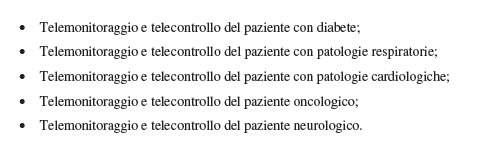 • Telemonitoraggio e telecontrollo del paziente con diabete;
• Telemonitoraggio e telecontrollo del paziente con patologie respiratorie;
• Telemonitoraggio e telecontrollo del paziente con patologie cardiologiche;
• Telemonitoraggio e telecontrollo del paziente oncologico;
• Telemonitoraggio e telecontrollo del paziente neurologico.